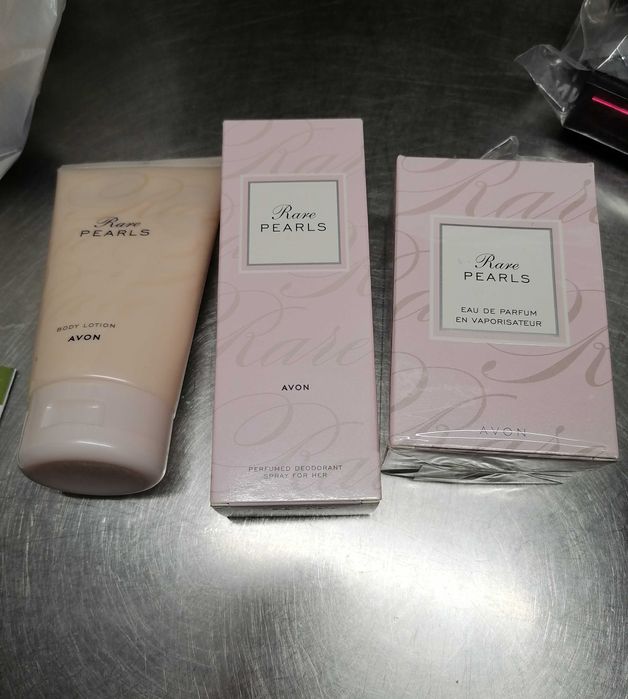 Rare
PEARLS
BODY LOTION
AVON
Rare
PEARLS
Rare
AVON
PERFUMED DEODORANT
SPRAY FOR HER
Rare
PEARLS
EAU DE PARFUM
EN VAPORISATEUR
AVON